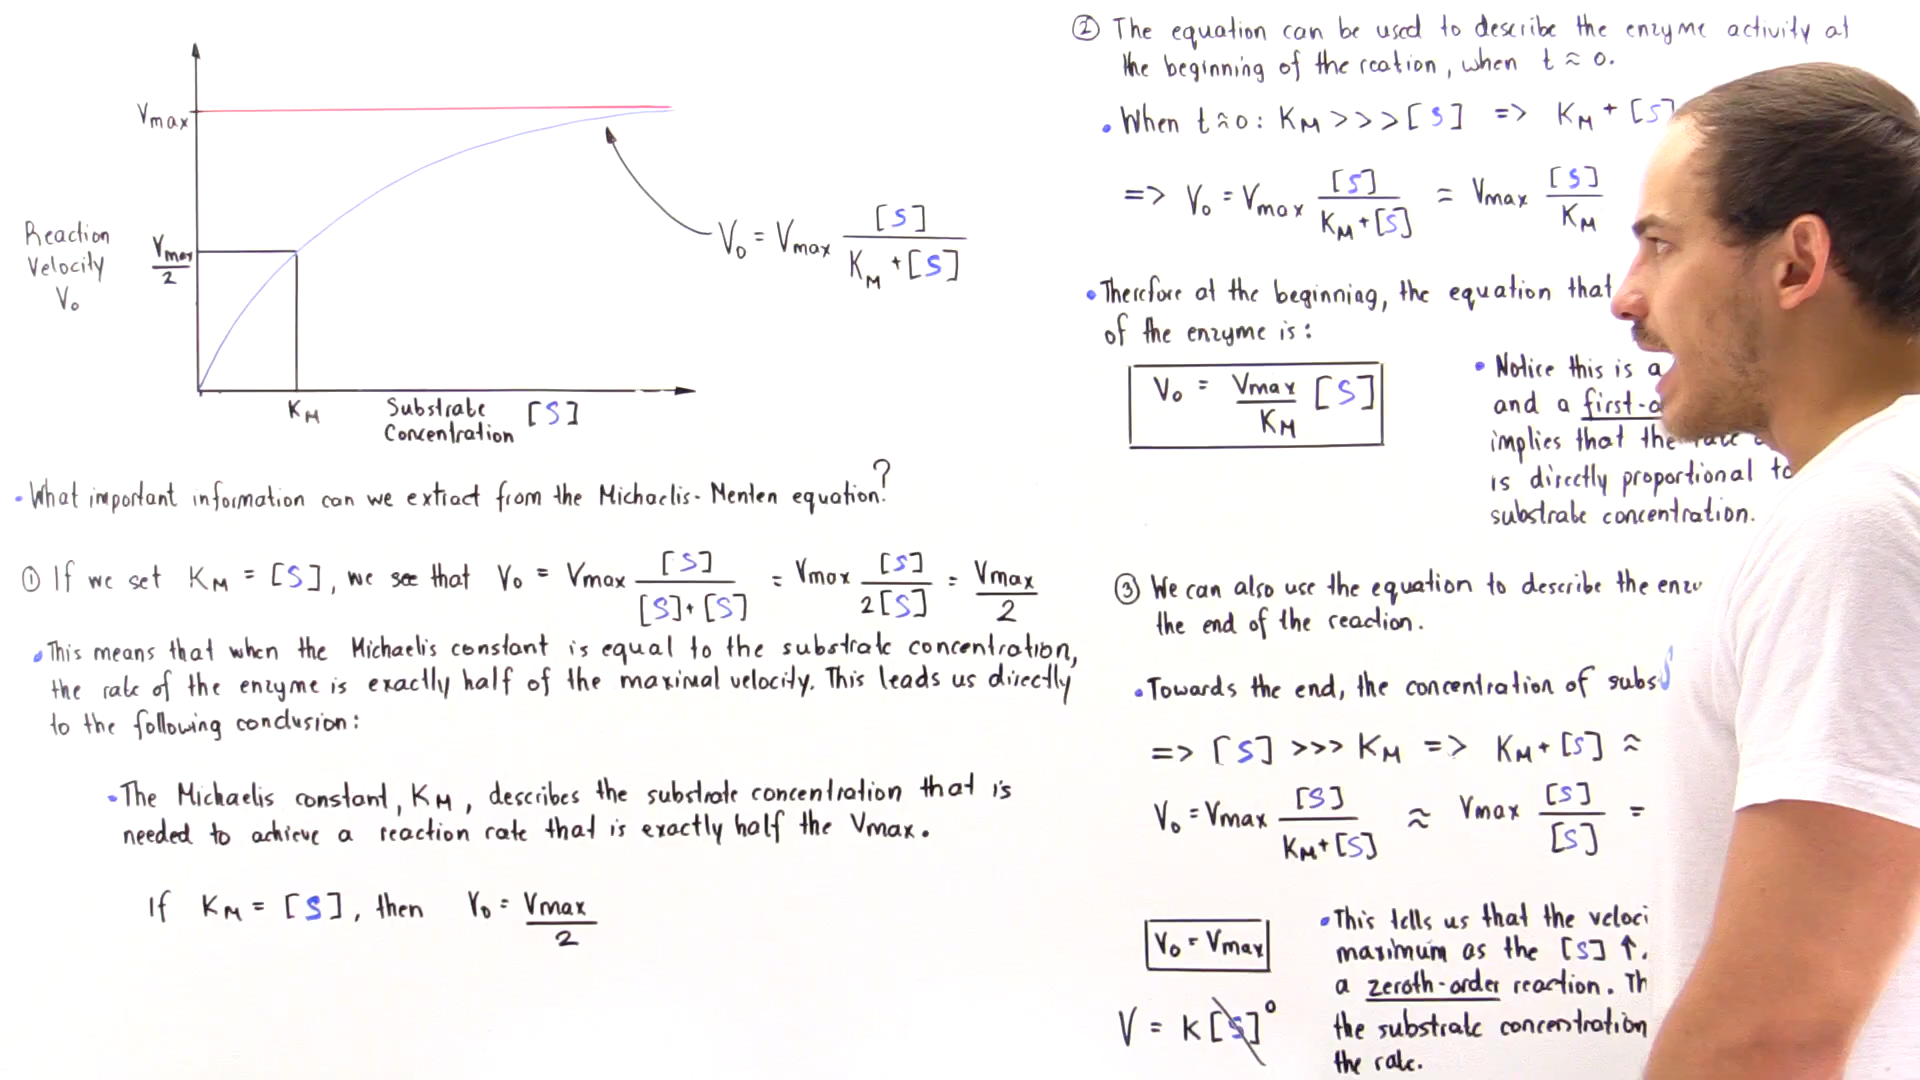 Vmax
Reaction
Velocity
V₀
Vmax/2
V₀ = Vmax [S]/(KM + [S])
KM
Substrate
Concentration [S]
• What important information can we extract from the Michaelis-Menten equation?
① If we set KM = [S], we see that V₀ = Vmax [S]/([S]+[S]) = Vmax [S]/2[S] = Vmax/2
• This means that when the Michaelis constant is equal to the substrate concentration,
the rate of the enzyme is exactly half of the maximal velocity. This leads us directly
to the following conclusion:
• The Michaelis constant, KM, describes the substrate concentration that is
needed to achieve a reaction rate that is exactly half the Vmax.
If KM = [S], then V₀ = Vmax/2
② The equation can be used to describe the enzyme activity at
the beginning of the reation, when t ≈ 0.
• When t ≈ 0: KM >>> [S] => KM + [S]
=> V₀ = Vmax [S]/(KM+[S]) = Vmax [S]/KM
• Therefore at the beginning, the equation that
of the enzyme is:
V₀ = Vmax/KM [S]
• Notice this is a
and a first-o
implies that the rate
is directly proportional to
substrate concentration.
③ We can also use the equation to describe the enz
the end of the reaction.
• Towards the end, the concentration of subs
=> [S] >>> KM => KM + [S] ≈
V₀ = Vmax [S]/(KM+[S]) ≈ Vmax [S]/[S] =
V₀ = Vmax
V = K[S]⁰
• This tells us that the veloci
maximum as the [S] ↑.
a zeroth-order reaction. Th
the substrate concentration
the rate.